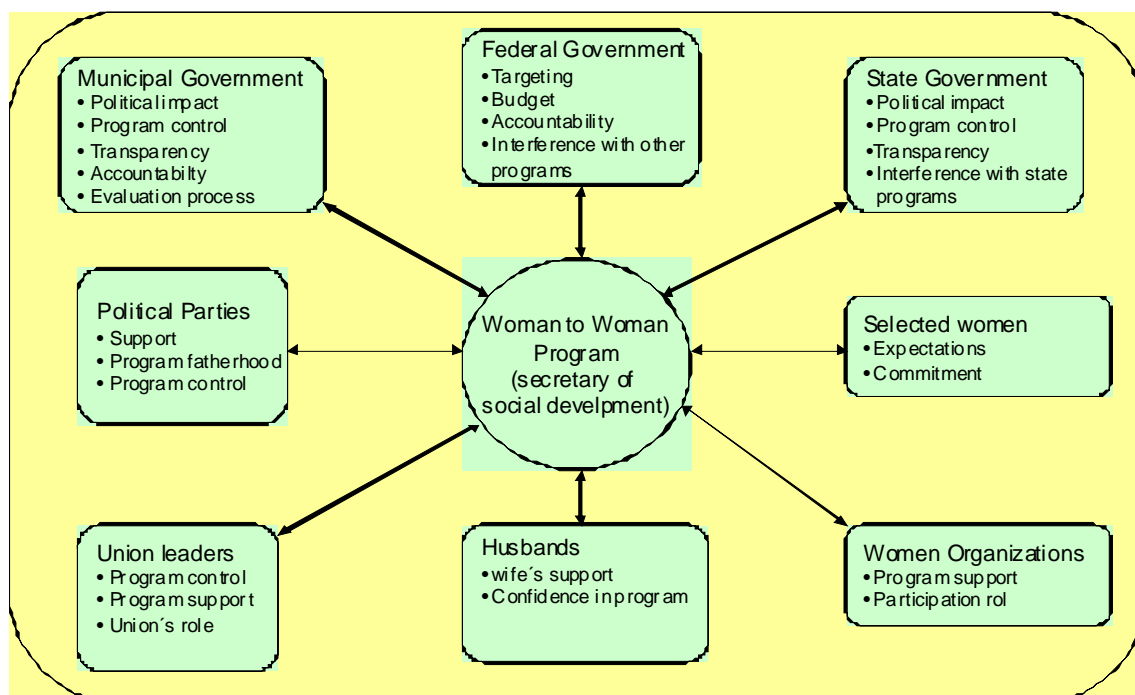 Municipal Government
• Political impact
• Program control
• Transparency
• Accountabilty
• Evaluation process
Federal Government
• Targeting
• Budget
• Accountability
• Interference with other
programs
State Government
• Political impact
• Program control
• Transparency
• Interference with state
programs
Political Parties
• Support
• Program fatherhood
• Program control
Woman to Woman
Program
(secretary of
social develpment)
Selected women
• Expectations
• Commitment
Union leaders
• Program control
• Program support
• Union´s role
Husbands
• wife´s support
• Confidence in program
Women Organizations
• Program support
• Participation rol